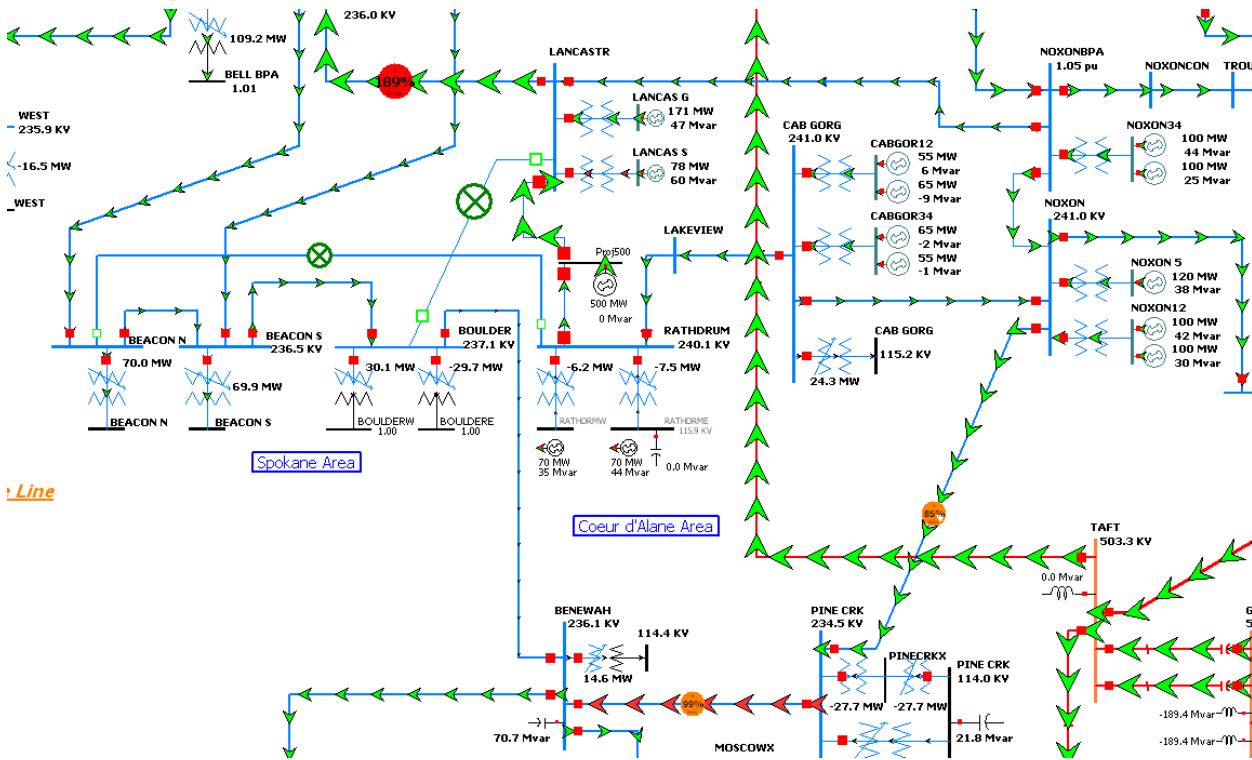 236.0 KV
109.2 MW
BELL BPA
1.01
189%
LANCASTR
NOXONBPA
1.05 pu
NOXONCON
WEST
235.9 KV
-16.5 MW
WEST
LANCAS G
171 MW
47 Mvar
LANCAS S
78 MW
60 Mvar
CAB GORG
241.0 KV
CABGOR12
55 MW
6 Mvar
65 MW
-9 Mvar
CABGOR34
65 MW
-2 Mvar
55 MW
-1 Mvar
NOXON34
100 MW
44 Mvar
100 MW
25 Mvar
NOXON
241.0 KV
NOXON 5
120 MW
38 Mvar
NOXON12
100 MW
42 Mvar
100 MW
30 Mvar
LAKEVIEW
Proj500
500 MW
0 Mvar
BEACON N
70.0 MW
BEACON S
236.5 KV
69.9 MW
BEACON N
BEACON S
BOULDER
237.1 KV
30.1 MW
-29.7 MW
BOULDERW
1.00
BOULDERE
1.00
RATHDRUM
240.1 KV
-6.2 MW
-7.5 MW
RATHDRMW
RATHDRME
115.9 KV
70 MW
35 Mvar
70 MW
44 Mvar
0.0 Mvar
CAB GORG
115.2 KV
24.3 MW
Spokane Area
Line
Coeur d'Alane Area
85%
TAFT
503.3 KV
0.0 Mvar
BENEWAH
236.1 KV
114.4 KV
14.6 MW
99%
70.7 Mvar
PINE CRK
234.5 KV
PINECRKX
PINE CRK
114.0 KV
-27.7 MW
-27.7 MW
21.8 Mvar
MOSCOWX
-189.4 Mvar
-189.4 Mvar